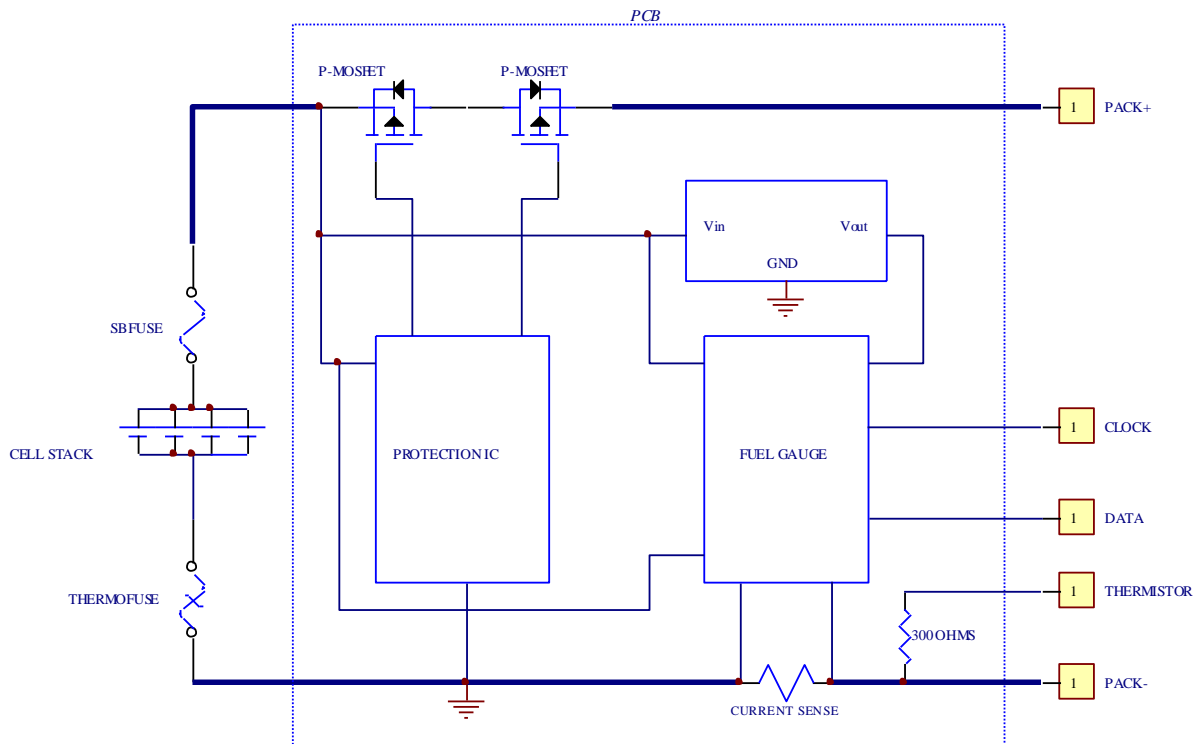 PCB
P-MOSFET
P-MOSFET
1
PACK+
Vin
Vout
GND
SBFUSE
CELL STACK
PROTECTION IC
FUEL GAUGE
1
CLOCK
1
DATA
THERMOFUSE
1
THERMISTOR
300 OHMS
1
PACK-
CURRENT SENSE